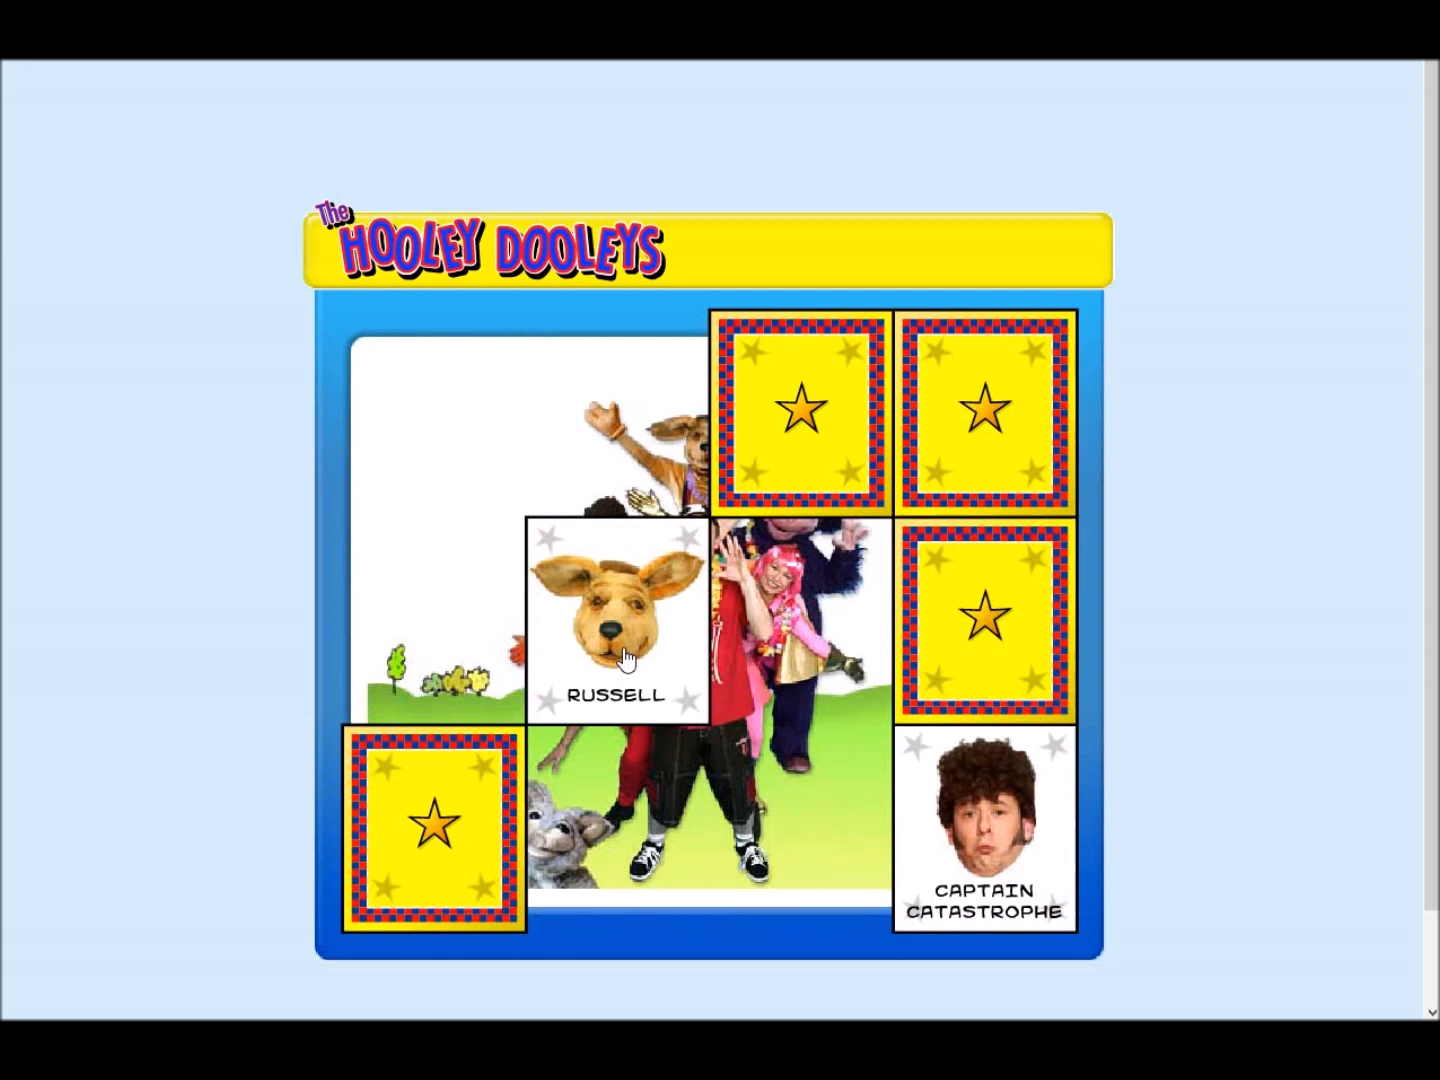 The
HOOLEY DOOLEYS
RUSSELL
CAPTAIN
CATASTROPHE